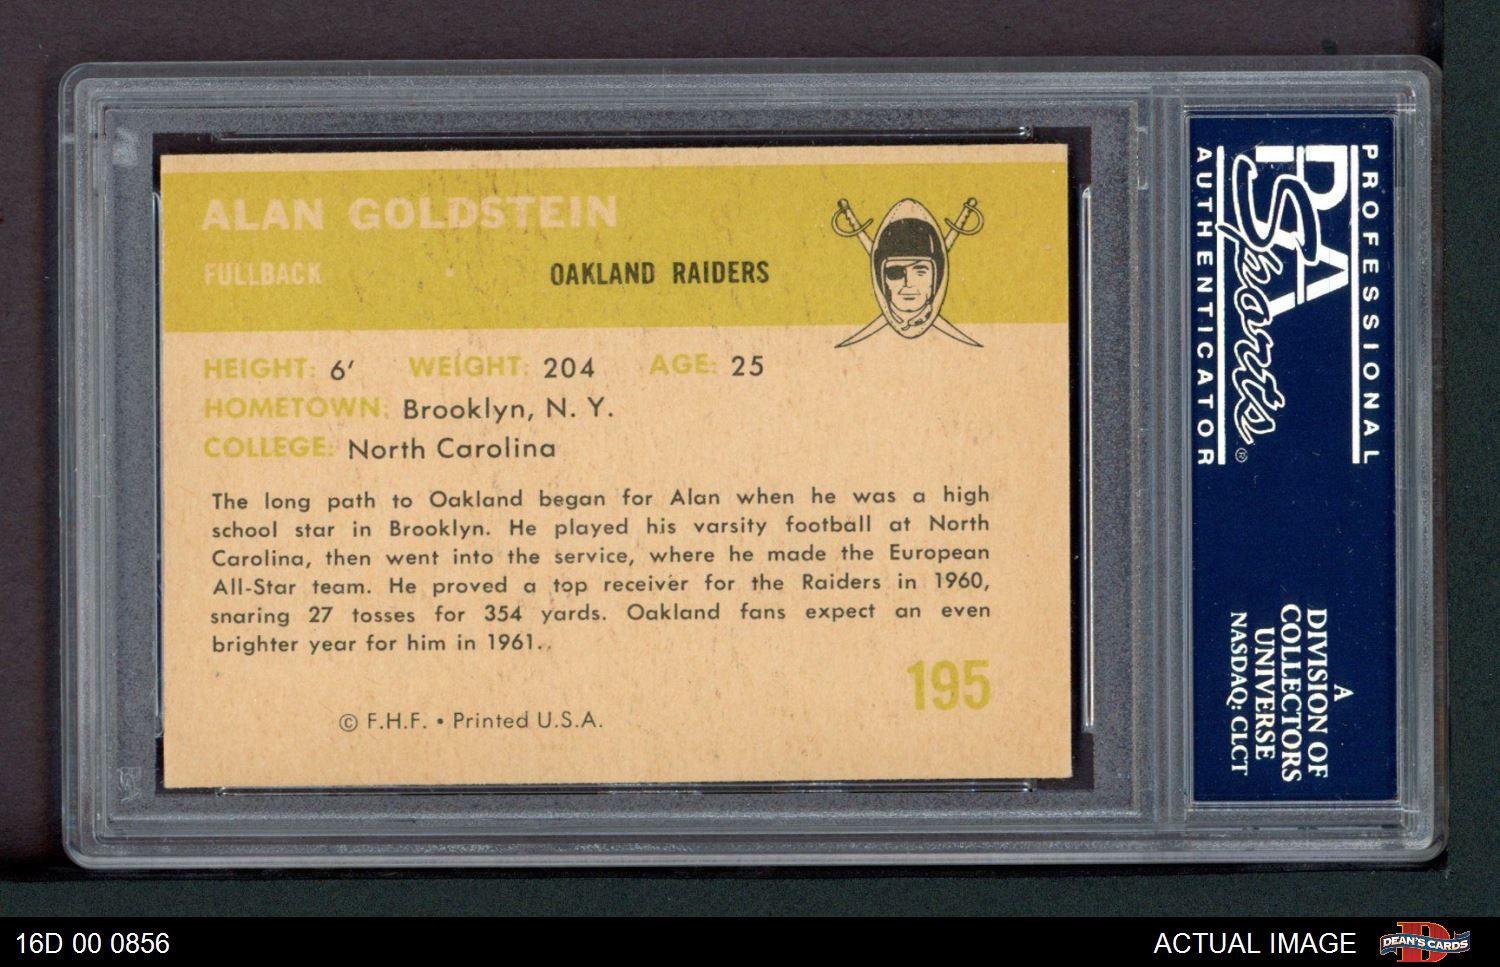 ALAN GOLDSTEIN
FULLBACK
OAKLAND RAIDERS
HEIGHT: 6' WEIGHT: 204 AGE: 25
HOMETOWN: Brooklyn, N. Y.
COLLEGE: North Carolina
The long path to Oakland began for Alan when he was a high
school star in Brooklyn. He played his varsity football at North
Carolina, then went into the service, where he made the European
All-Star team. He proved a top receiver for the Raiders in 1960,
snaring 27 tosses for 354 yards. Oakland fans expect an even
brighter year for him in 1961..
195
© F.H.F. • Printed U.S.A.
PROFESSIONAL
PSA
Sports
®
AUTHENTICATOR
A
DIVISION OF
COLLECTORS
UNIVERSE
NASDAQ: CLCT
16D 00 0856
ACTUAL IMAGE
D
DEAN'S CARDS